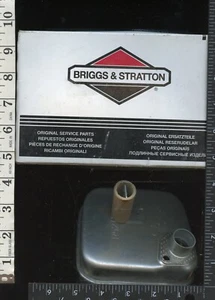 BRIGGS & STRATTON
ORIGINAL SERVICE PARTS
REPUESTOS ORIGINALES
PIÈCES DE RECHANGE D'ORIGINE
RICAMBI ORIGINALI
ORIGINAL ERSATZTEILE
ORIGINAL RESERVDELAR
PEÇAS ORIGINAIS
ПОДЛИННЫЕ СЕРВИСНЫЕ ИЗДЕЛ